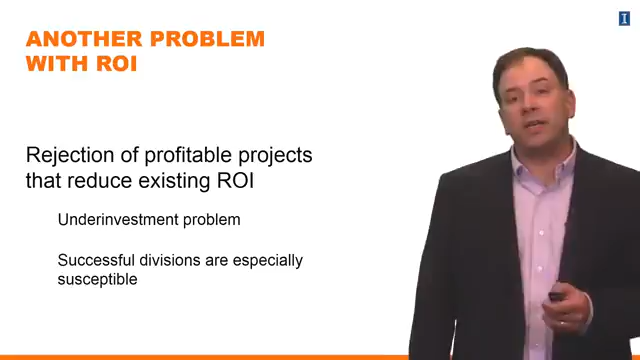 ANOTHER PROBLEM
WITH ROI
Rejection of profitable projects
that reduce existing ROI
Underinvestment problem
Successful divisions are especially
susceptible
I